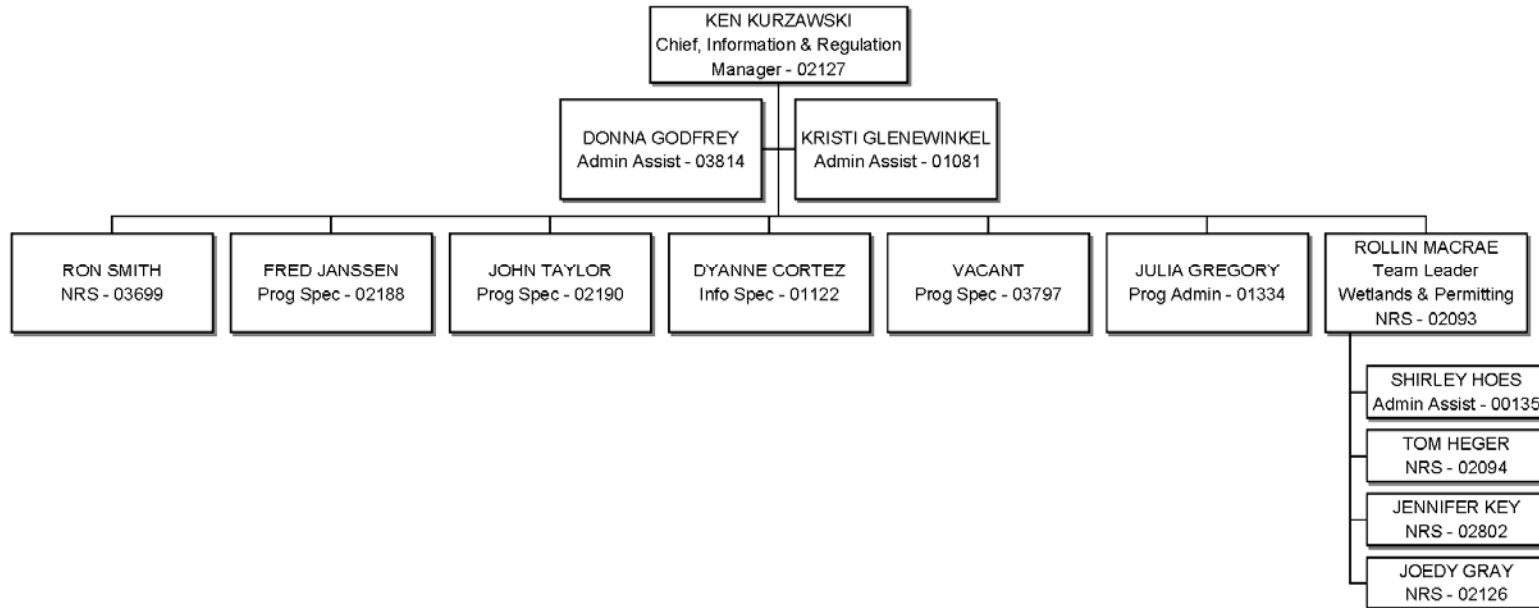 KEN KURZAWSKI
Chief, Information & Regulation
Manager - 02127
DONNA GODFREY
Admin Assist - 03814
KRISTI GLENEWINKEL
Admin Assist - 01081
RON SMITH
NRS - 03699
FRED JANSSEN
Prog Spec - 02188
JOHN TAYLOR
Prog Spec - 02190
DYANNE CORTEZ
Info Spec - 01122
VACANT
Prog Spec - 03797
JULIA GREGORY
Prog Admin - 01334
ROLLIN MACRAE
Team Leader
Wetlands & Permitting
NRS - 02093
SHIRLEY HOES
Admin Assist - 00135
TOM HEGER
NRS - 02094
JENNIFER KEY
NRS - 02802
JOEDY GRAY
NRS - 02126